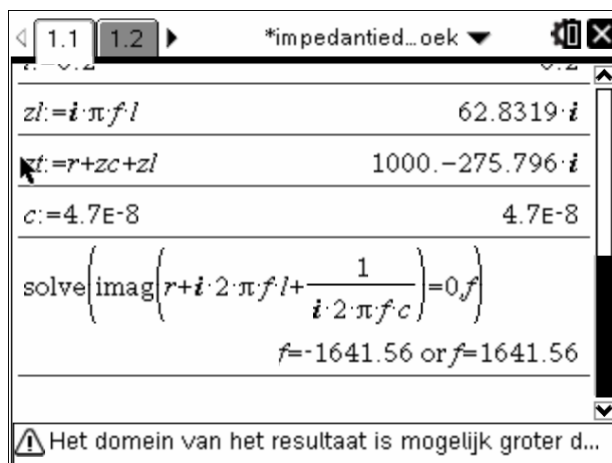 1.1 1.2 *impedantied...oek
zl:=i·π·f·l 62.8319·i
zt:=r+zc+zl 1000.-275.796·i
c:=4.7E-8 4.7E-8
solve(imag(r+i·2·π·f·l+1/(i·2·π·f·c))=0,f)
f=-1641.56 or f=1641.56
Het domein van het resultaat is mogelijk groter d...